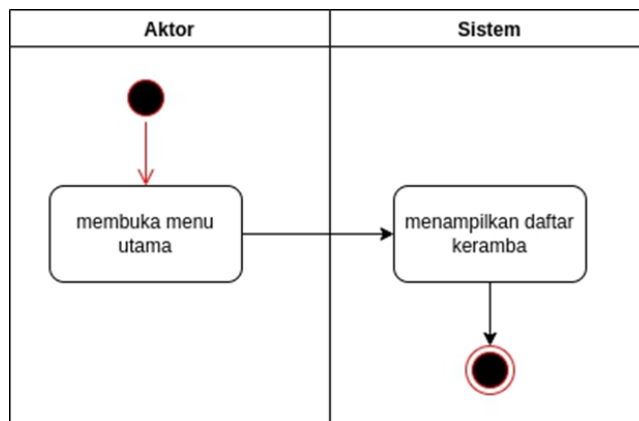 Aktor
Sistem
membuka menu
utama
menampilkan daftar
keramba